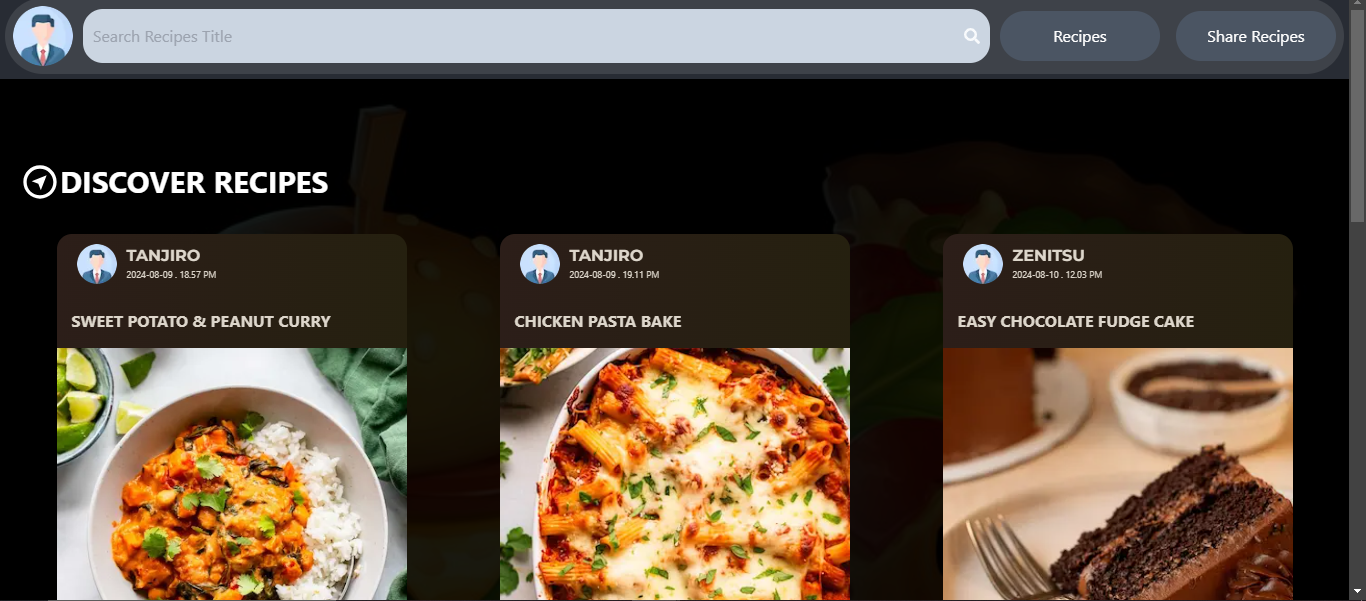 Search Recipes Title
Recipes
Share Recipes
DISCOVER RECIPES
TANJIRO
2024-08-09 . 18.57 PM
SWEET POTATO & PEANUT CURRY
TANJIRO
2024-08-09 . 19.11 PM
CHICKEN PASTA BAKE
ZENITSU
2024-08-10 . 12.03 PM
EASY CHOCOLATE FUDGE CAKE